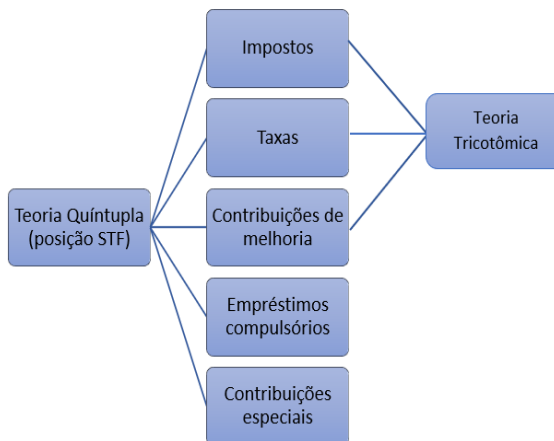 Impostos
Taxas
Teoria
Tricotômica
Teoria Quíntupla
(posição STF)
Contribuições de
melhoria
Empréstimos
compulsórios
Contribuições
especiais